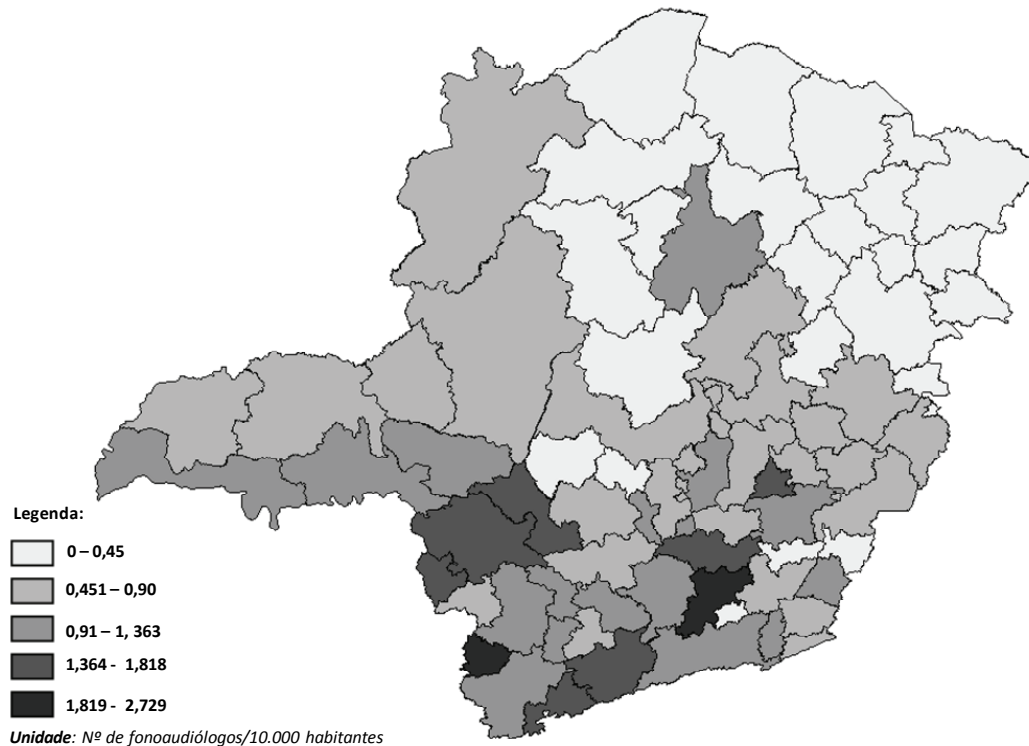 Legenda:
0 – 0,45
0,451 – 0,90
0,91 – 1, 363
1,364 - 1,818
1,819 - 2,729
Unidade: Nº de fonoaudiólogos/10.000 habitantes